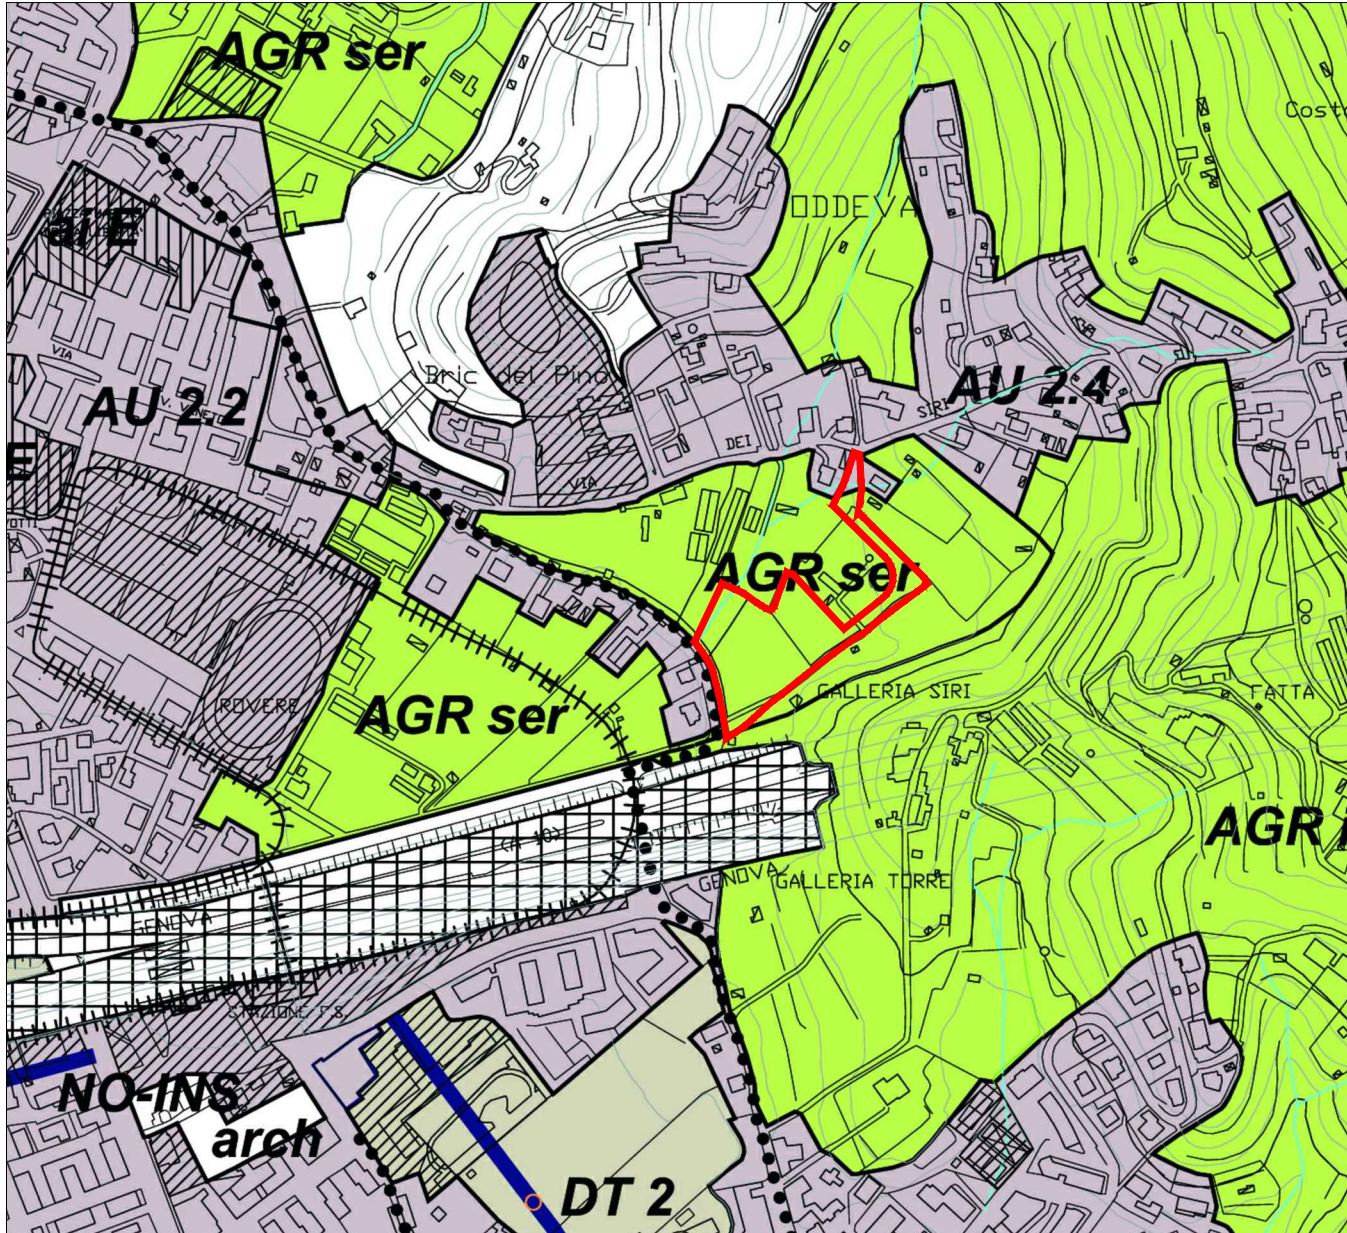 AGR ser
Costa
ai E
ODDEVA
VIA
Bric del Pino
AU 2.2
AU 2.4
SIRI
DEI
E
VIA
AGR ser
GALLERIA SIRI
FATTA
ROVERE
AGR ser
AGR
(A 10)
GENOVA
GALLERIA TORRE
GENOVA
STAZIONE F.S.
NO-INS
arch
DT 2